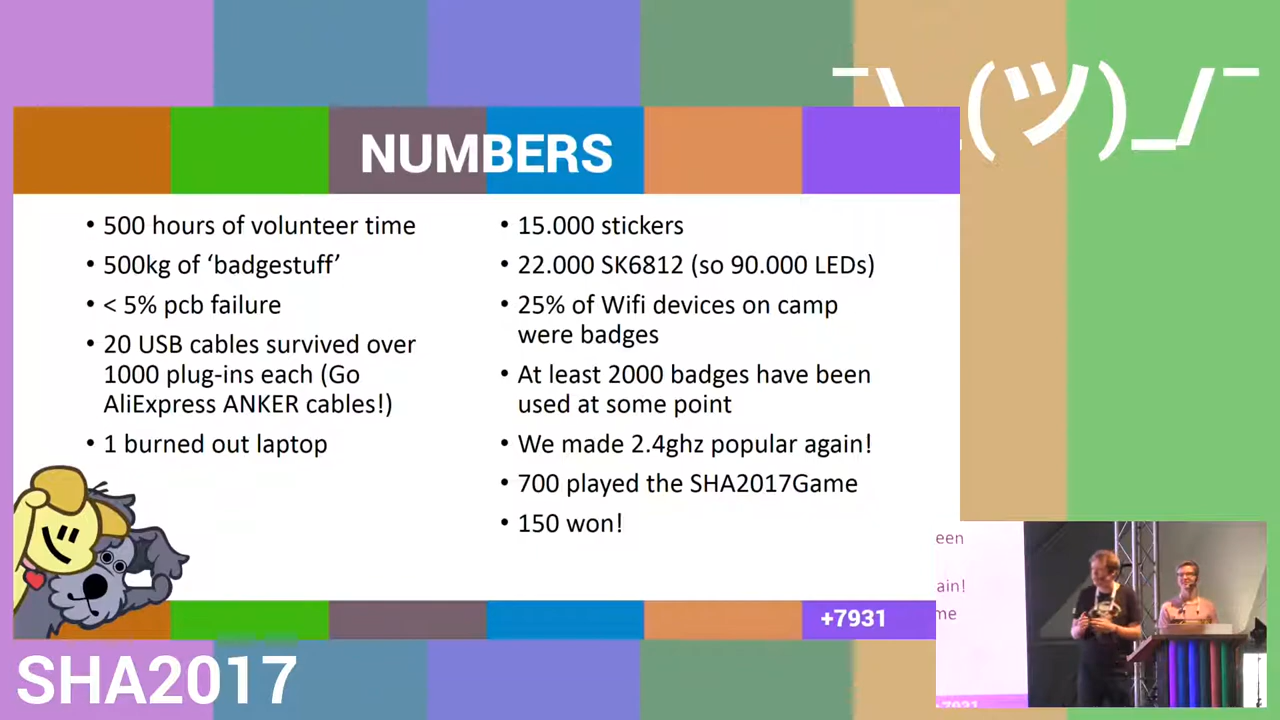 ¯\_(ツ)_/¯
NUMBERS
• 500 hours of volunteer time
• 500kg of ‘badgestuff’
• < 5% pcb failure
• 20 USB cables survived over
1000 plug-ins each (Go
AliExpress ANKER cables!)
• 1 burned out laptop
• 15.000 stickers
• 22.000 SK6812 (so 90.000 LEDs)
• 25% of Wifi devices on camp
were badges
• At least 2000 badges have been
used at some point
• We made 2.4ghz popular again!
• 700 played the SHA2017Game
• 150 won!
+7931
SHA2017
een
ain!
me
+7931